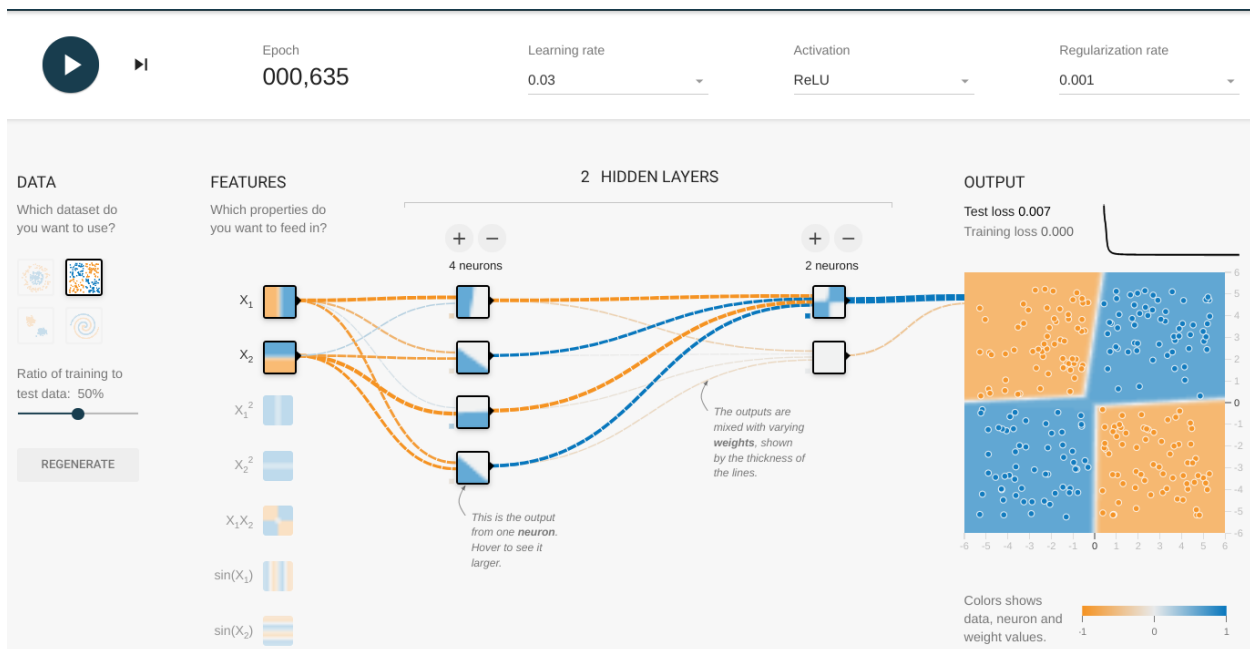 Epoch
000,635
Learning rate
0.03
Activation
ReLU
Regularization rate
0.001
DATA
Which dataset do
you want to use?
Ratio of training to
test data: 50%
REGENERATE
FEATURES
Which properties do
you want to feed in?
X₁
X₂
X₁²
X₂²
X₁X₂
sin(X₁)
sin(X₂)
2 HIDDEN LAYERS
+ −
4 neurons
+ −
2 neurons
This is the output
from one neuron.
Hover to see it
larger.
The outputs are
mixed with varying
weights, shown
by the thickness of
the lines.
OUTPUT
Test loss 0.007
Training loss 0.000
6
5
4
3
2
1
0
-1
-2
-3
-4
-5
-6
-6 -5 -4 -3 -2 -1 0 1 2 3 4 5 6
Colors shows
data, neuron and
weight values.
-1 0 1